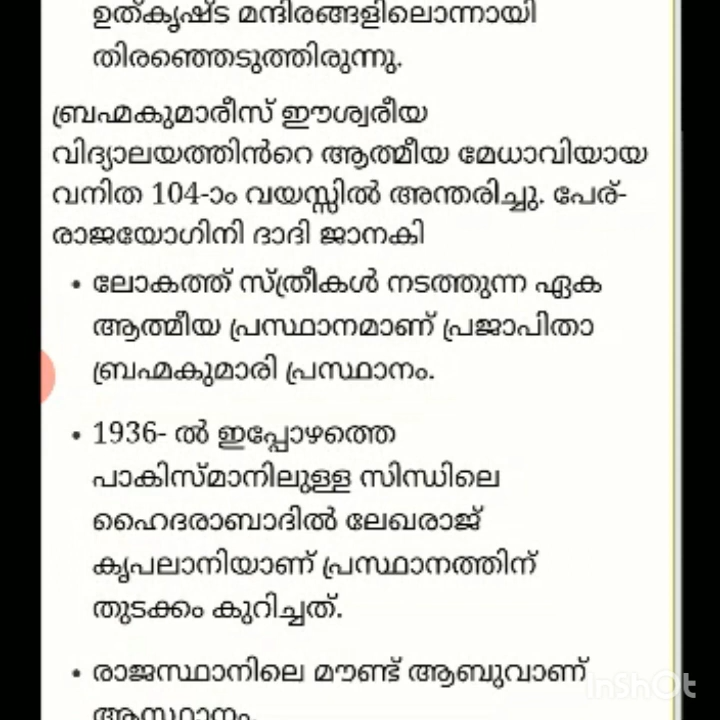 ഉത്കൃഷ്ട മന്ദിരങ്ങളിലൊന്നായി
തിരഞ്ഞെടുത്തിരുന്നു.
ബ്രഹ്മകുമാരീസ് ഈശ്വരീയ
വിദ്യാലയത്തിൻറെ ആത്മീയ മേധാവിയായ
വനിത 104-ാം വയസ്സിൽ അന്തരിച്ചു. പേര്-
രാജയോഗിനി ദാദി ജാനകി
• ലോകത്ത് സ്ത്രീകൾ നടത്തുന്ന ഏക
ആത്മീയ പ്രസ്ഥാനമാണ് പ്രജാപിതാ
ബ്രഹ്മകുമാരി പ്രസ്ഥാനം.
• 1936- ൽ ഇപ്പോഴത്തെ
പാകിസ്മാനിലുള്ള സിന്ധിലെ
ഹൈദരാബാദിൽ ലേഖരാജ്
കൃപലാനിയാണ് പ്രസ്ഥാനത്തിന്
തുടക്കം കുറിച്ചത്.
• രാജസ്ഥാനിലെ മൗണ്ട് ആബുവാണ്
ആസ്ഥാനം.
InShOt